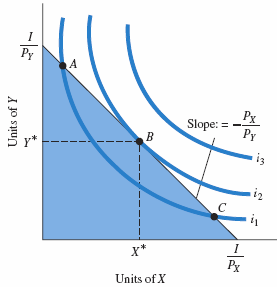 I
P_Y
A
Slope: = − P_X
P_Y
Units of Y
Y*
B
i_3
i_2
C
i_1
X*
I
P_X
Units of X